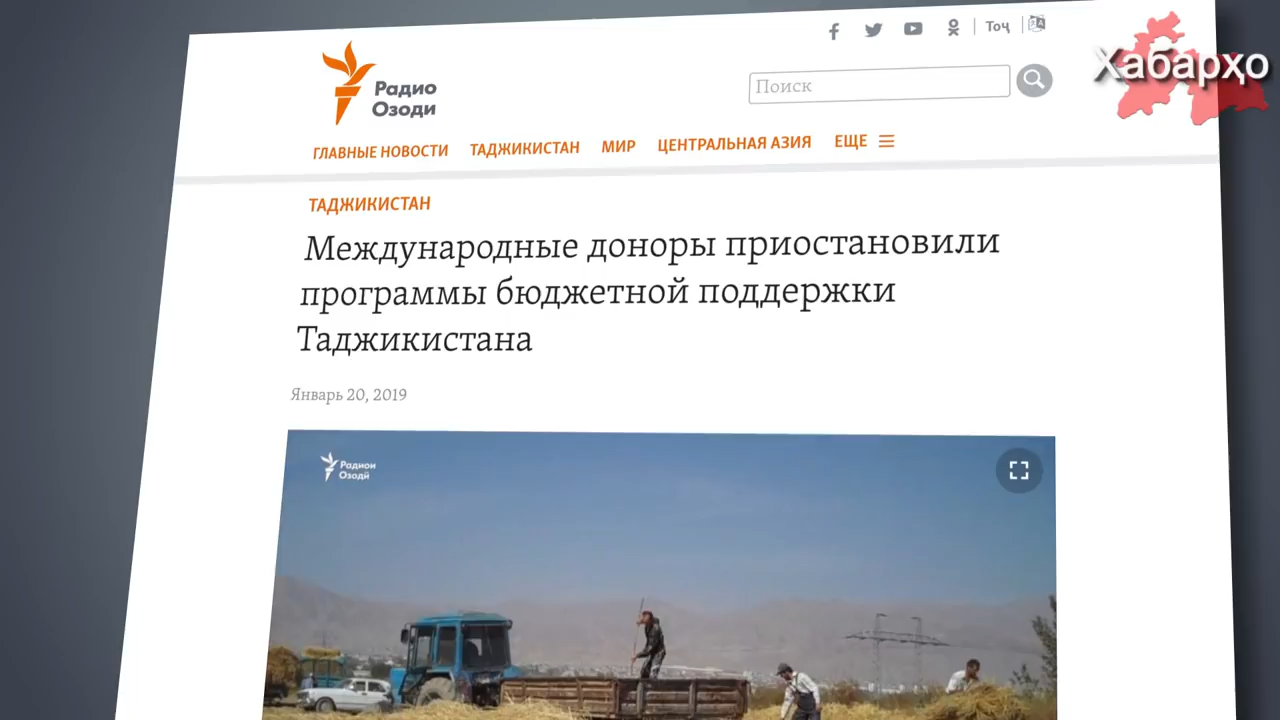 Тоҷ
Хабарҳо
Радио
Озоди
Поиск
ГЛАВНЫЕ НОВОСТИ ТАДЖИКИСТАН МИР ЦЕНТРАЛЬНАЯ АЗИЯ ЕЩЕ
ТАДЖИКИСТАН
Международные доноры приостановили
программы бюджетной поддержки
Таджикистана
Январь 20, 2019
Радиои
Озодӣ